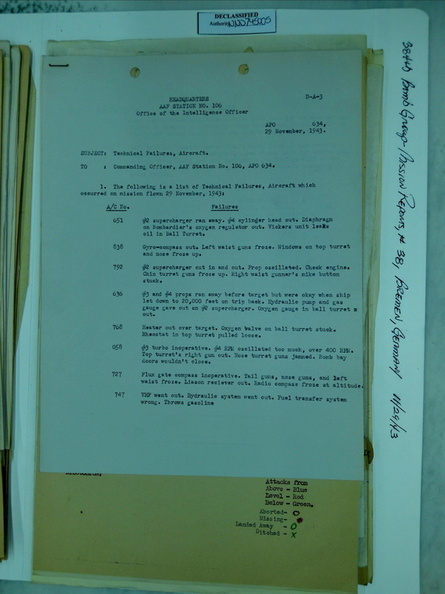 DECLASSIFIED
Authority NND 745005
HEADQUARTERS
AAF STATION NO. 106
Office of the Intelligence Officer
D-A-3
APO 634,
29 November, 1943.
SUBJECT: Technical Failures, Aircraft.
TO : Commanding Officer, AAF Station No. 106, APO 634.
1. The following is a list of Technical Failures, Aircraft which
occurred on mission flown 29 November, 1943:
A/C No. Failures
651 #2 supercharger ran away. #4 cylinder head out. Diaphragm
on Bombardier's oxygen regulator out. Vickers unit leaks
oil in Ball Turret.
838 Gyro-compass out. Left waist guns froze. Windows on top turret
and nose froze up.
792 #2 supercharger cut in and out. Prop oscillated. Check engine.
Chin turret guns froze up. Right waist gunner's mike button
stuck.
636 #3 and #4 props ran away before target but were okay when ship
let down to 20,000 feet on trip back. Hydraulic pump and gas
gauge gave out on #2 supercharger. Oxygen gauge in ball turret
out.
768 Heater out over target. Oxygen valve on ball turret stuck.
Rheostat in top turret pulled loose.
058 #3 turbo inoperative. #4 RPM oscillated too much, over 400 RPM.
Top turret's right gun out. Nose turret guns jammed. Bomb bay
doors wouldn't close.
727 Flux gate compass inoperative. Tail guns, nose guns, and left
waist froze. Liason reciever out. Radio compass froze at altitude.
747 VHF went out. Hydraulic system went out. Fuel transfer system
wrong. Throws gasoline
Attacks from
Above - Blue
Level - Red
Below - Green.
Aborted- O
Missing-
Landed Away - O
Ditched - X
384th Bomb Group - Mission Reports, # 38, BREMEN, GERMANY 11/29/43